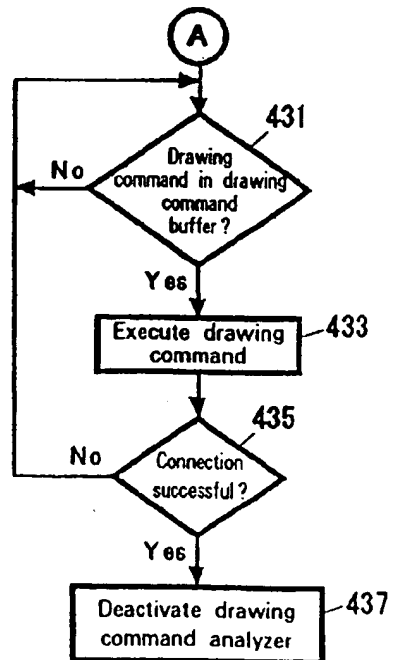 A
431
Drawing
command in drawing
command
buffer?
No
Yes
Execute drawing
command
433
435
Connection
successful?
No
Yes
Deactivate drawing
command analyzer
437